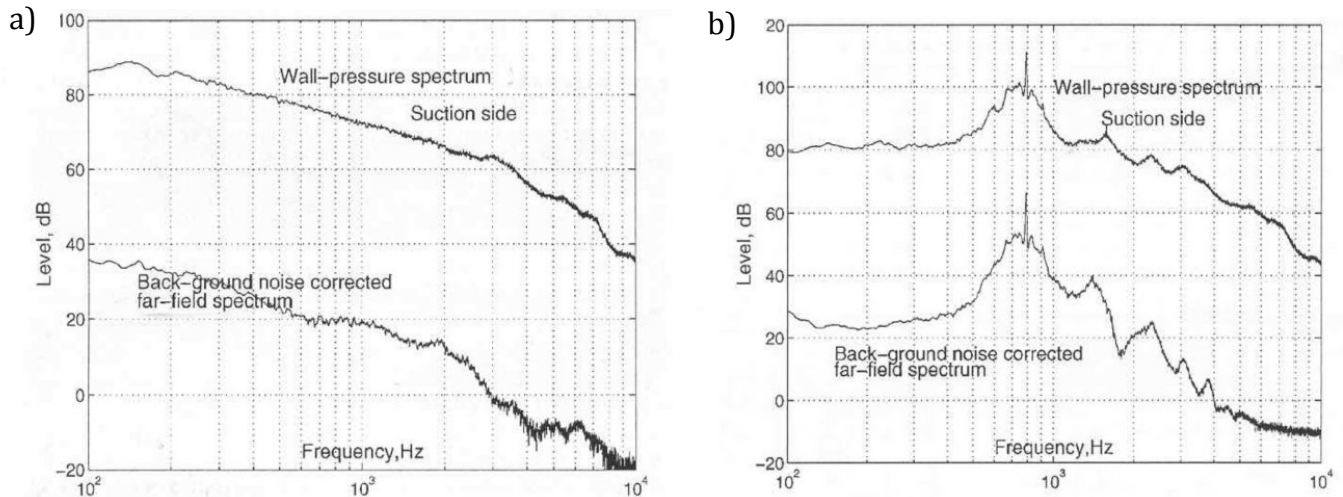 a)
100
80
60
40
20
0
−20
Level, dB
Wall−pressure spectrum
Suction side
Back−ground noise corrected
far−field spectrum
Frequency,Hz
10²
10³
10⁴
b)
20
100
80
60
40
20
0
−20
Level, dB
Wall−pressure spectrum
Suction side
Back−ground noise corrected
far−field spectrum
Frequency,Hz
10²
10³
10⁴